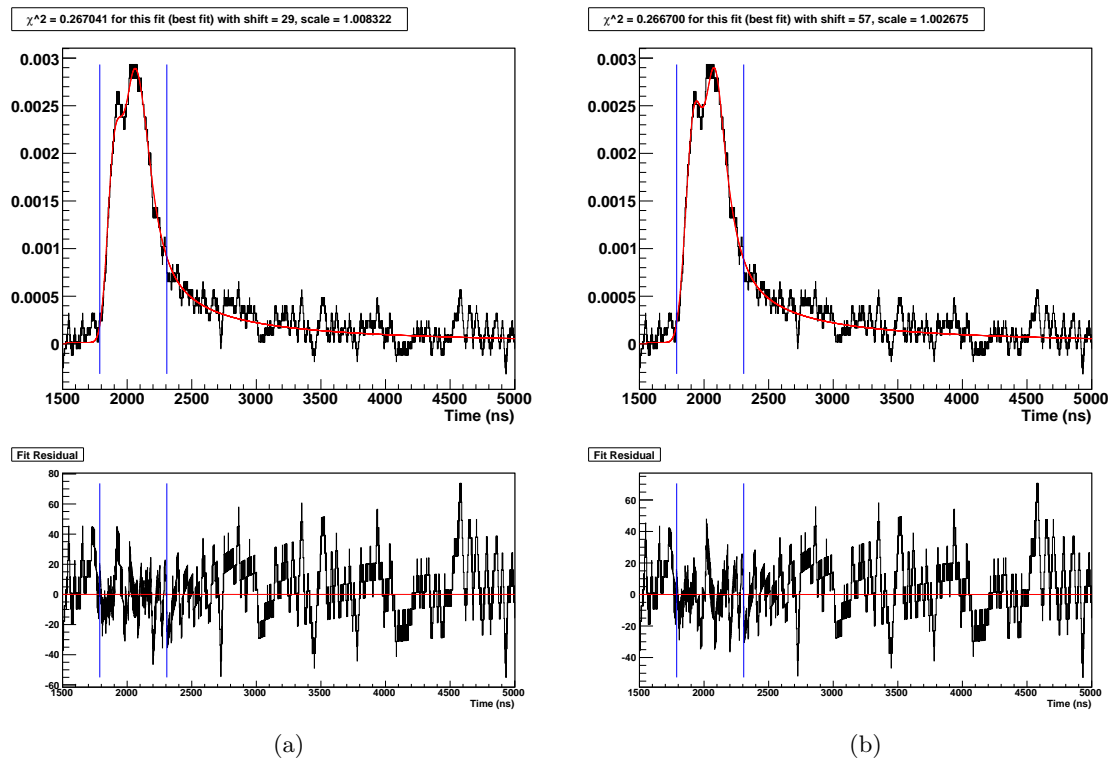 χ^2 = 0.267041 for this fit (best fit) with shift = 29, scale = 1.008322
0.003
0.0025
0.002
0.0015
0.001
0.0005
0
1500 2000 2500 3000 3500 4000 4500 5000
Time (ns)
Fit Residual
80
60
40
20
0
-20
-40
-60
1500 2000 2500 3000 3500 4000 4500 5000
Time (ns)
(a)
χ^2 = 0.266700 for this fit (best fit) with shift = 57, scale = 1.002675
0.003
0.0025
0.002
0.0015
0.001
0.0005
0
1500 2000 2500 3000 3500 4000 4500 5000
Time (ns)
Fit Residual
80
60
40
20
0
-20
-40
1500 2000 2500 3000 3500 4000 4500 5000
Time (ns)
(b)